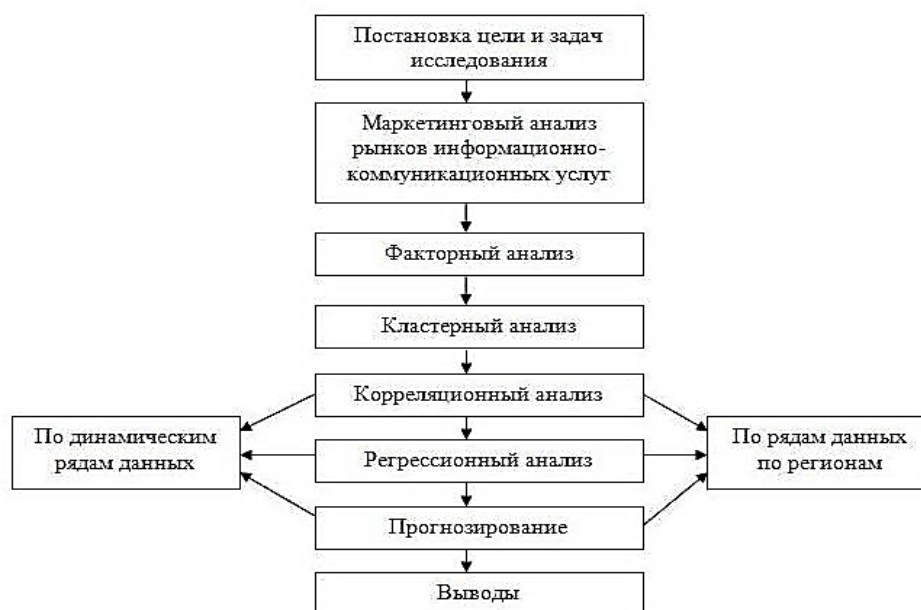 Постановка цели и задач
исследования
Маркетинговый анализ
рынков информационно-
коммуникационных услуг
Факторный анализ
Кластерный анализ
Корреляционный анализ
По динамическим
рядам данных
Регрессионный анализ
По рядам данных
по регионам
Прогнозирование
Выводы